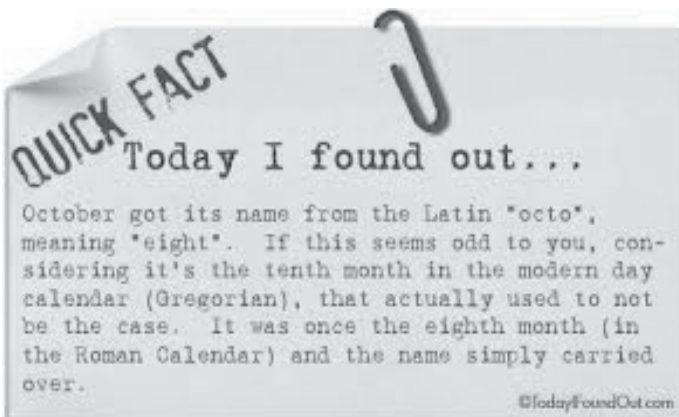 QUICK FACT
Today I found out...
October got its name from the Latin "octo",
meaning "eight".  If this seems odd to you, con-
sidering it's the tenth month in the modern day
calendar (Gregorian), that actually used to not
be the case.  It was once the eighth month (in
the Roman Calendar) and the name simply carried
over.
©TodayIFoundOut.com